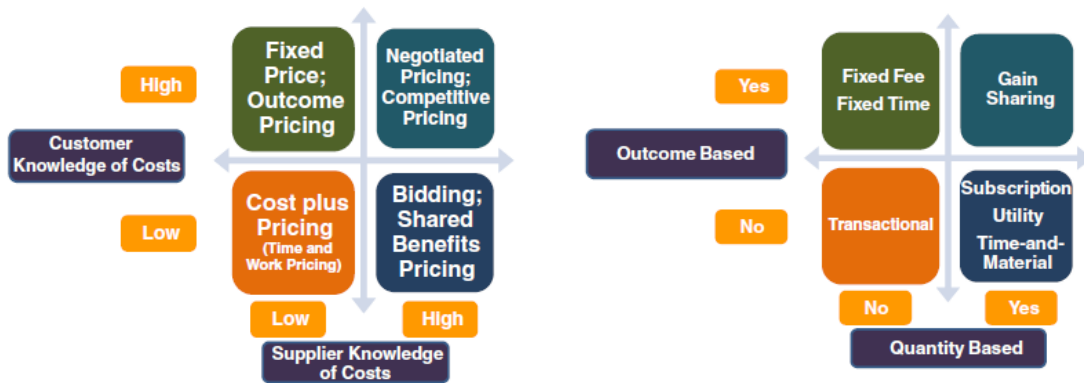 Fixed
Price;
Outcome
Pricing
Negotiated
Pricing;
Competitive
Pricing
High
Customer
Knowledge of Costs
Low
Cost plus
Pricing
(Time and
Work Pricing)
Bidding;
Shared
Benefits
Pricing
Low
High
Supplier Knowledge
of Costs
Fixed Fee
Fixed Time
Gain
Sharing
Yes
Outcome Based
No
Transactional
Subscription
Utility
Time-and-
Material
No
Yes
Quantity Based